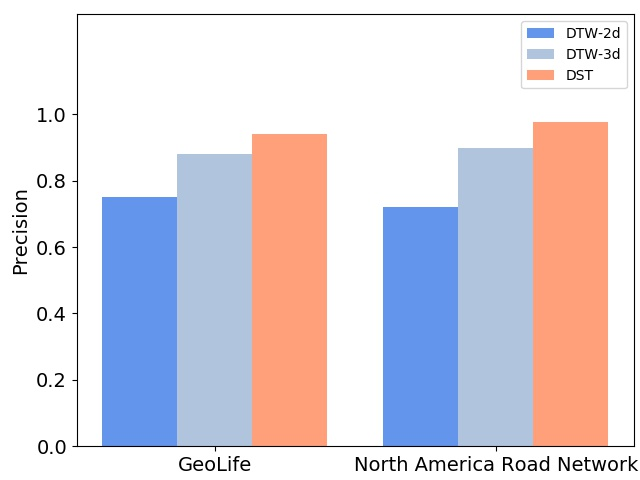 DTW-2d
DTW-3d
DST
1.0
0.8
0.6
0.4
0.2
0.0
Precision
GeoLife
North America Road Network